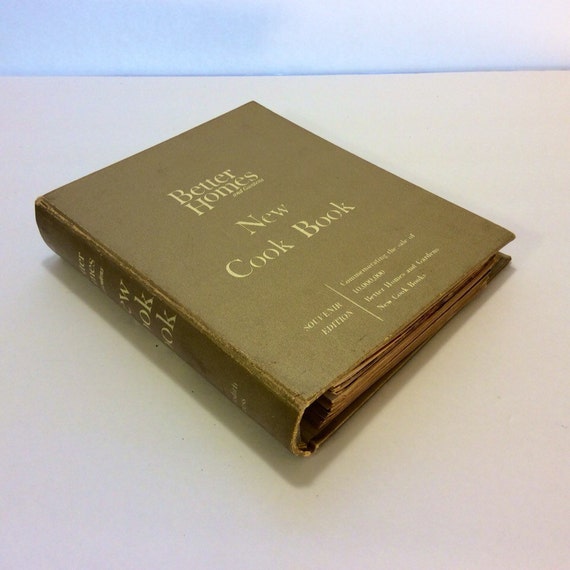 Better
Homes
and Gardens
New
Cook Book
SOUVENIR
EDITION
Commemorating the sale of
10,000,000
Better Homes and Gardens
New Cook Books